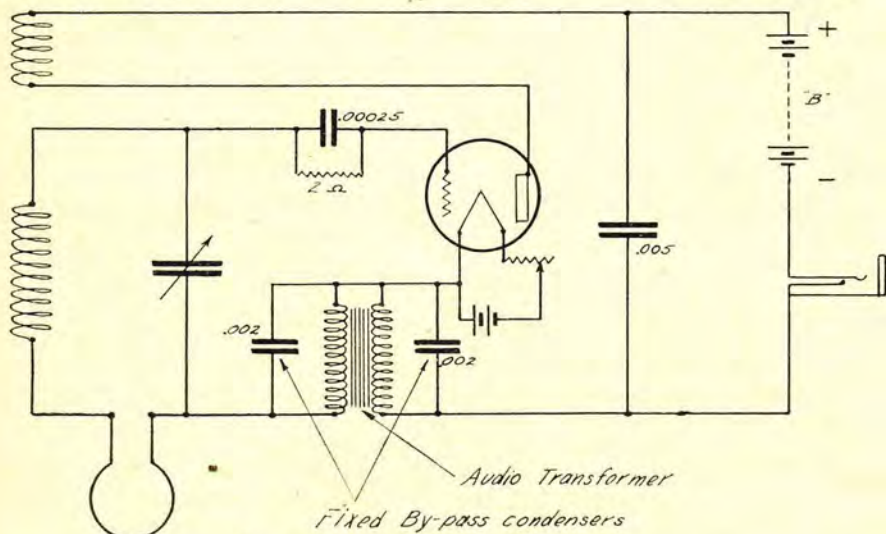 +
.00025
"B"
2 Ω
−
.005
.002
.002
Audio Transformer
Fixed By-pass condensers